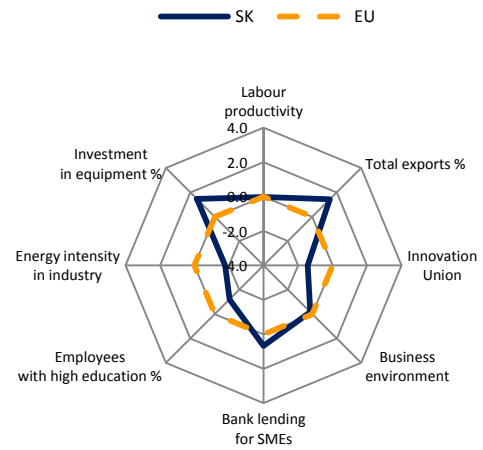 SK EU
Labour
productivity
4.0
2.0
0.0
-2.0
-4.0
Total exports %
Innovation
Union
Business
environment
Bank lending
for SMEs
Employees
with high education %
Energy intensity
in industry
Investment
in equipment %